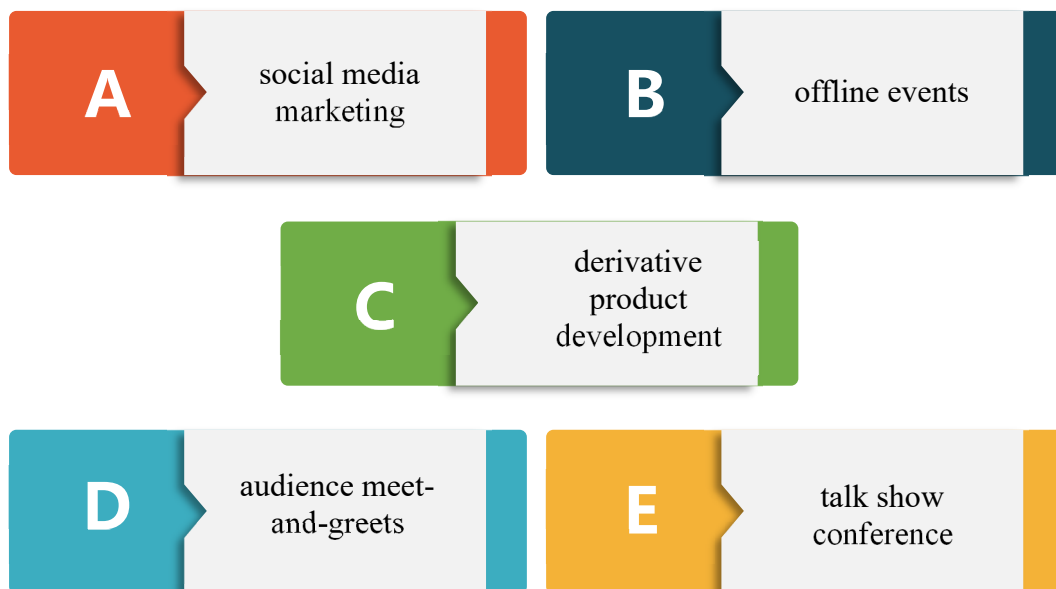 A
social media
marketing
B
offline events
C
derivative
product
development
D
audience meet-
and-greets
E
talk show
conference